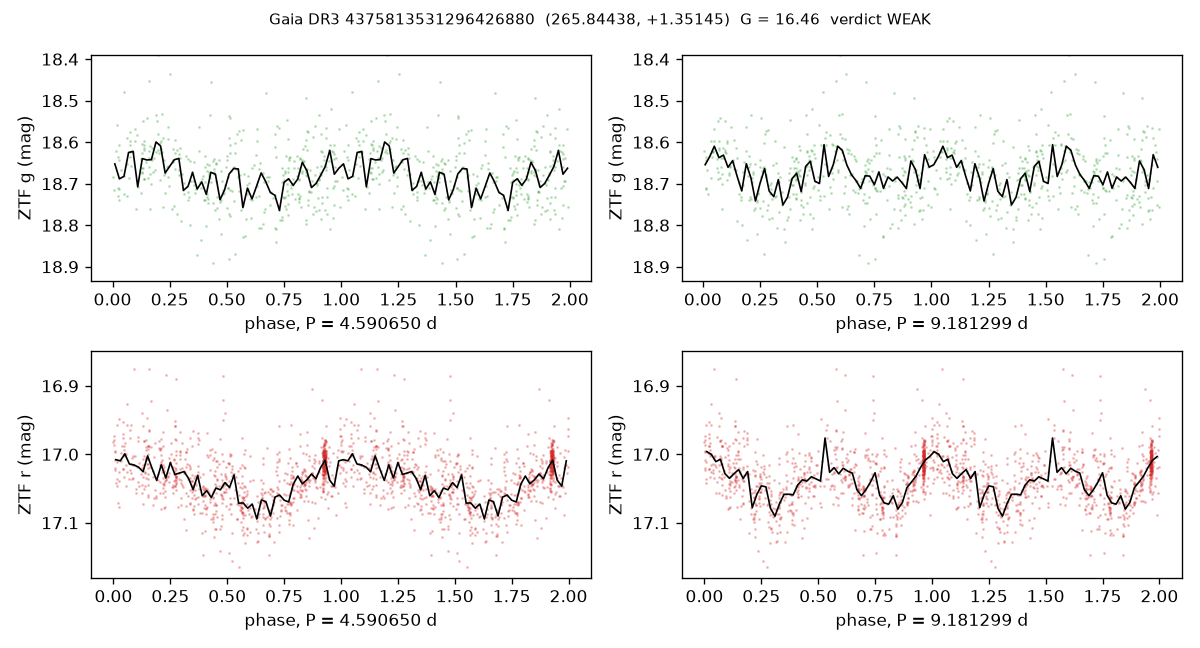 Gaia DR3 4375813531296426880 (265.84438, +1.35145) G = 16.46 verdict WEAK
ZTF g (mag)
18.4
18.5
18.6
18.7
18.8
18.9
0.00 0.25 0.50 0.75 1.00 1.25 1.50 1.75 2.00
phase, P = 4.590650 d
ZTF g (mag)
18.4
18.5
18.6
18.7
18.8
18.9
0.00 0.25 0.50 0.75 1.00 1.25 1.50 1.75 2.00
phase, P = 9.181299 d
ZTF r (mag)
16.9
17.0
17.1
0.00 0.25 0.50 0.75 1.00 1.25 1.50 1.75 2.00
phase, P = 4.590650 d
ZTF r (mag)
16.9
17.0
17.1
0.00 0.25 0.50 0.75 1.00 1.25 1.50 1.75 2.00
phase, P = 9.181299 d